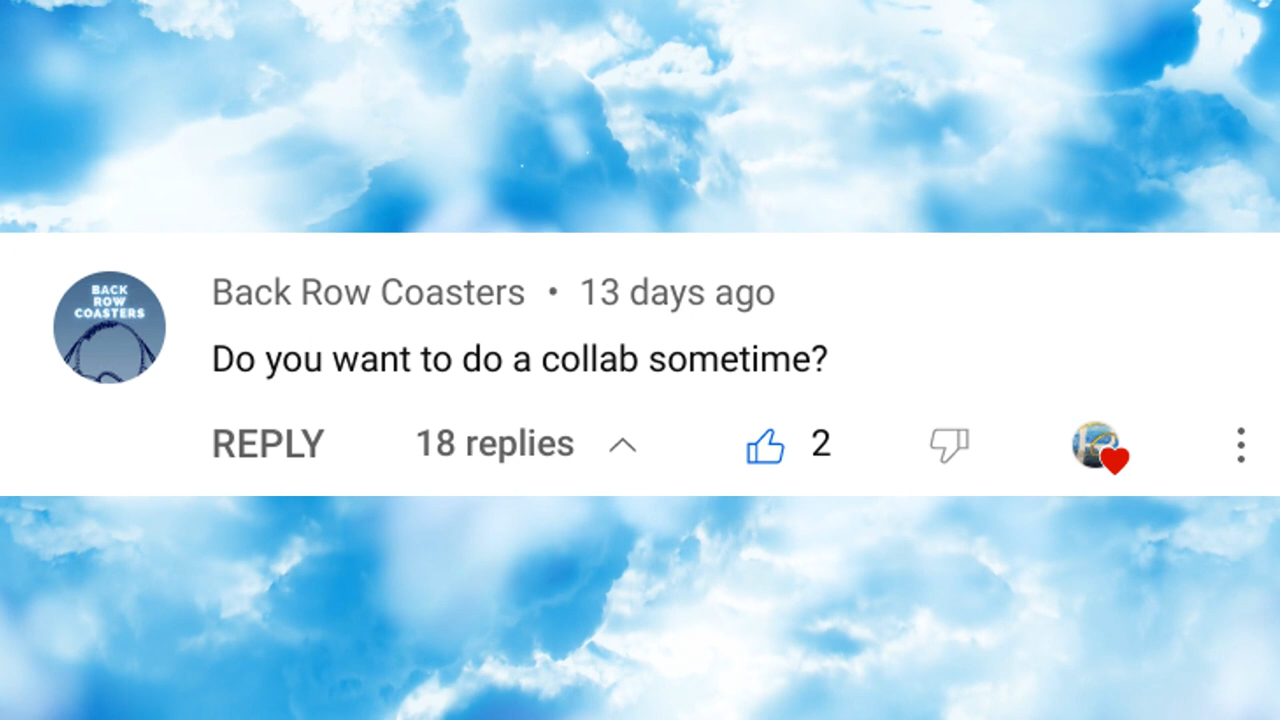 BACK
ROW
COASTERS
Back Row Coasters • 13 days ago
Do you want to do a collab sometime?
REPLY 18 replies 2